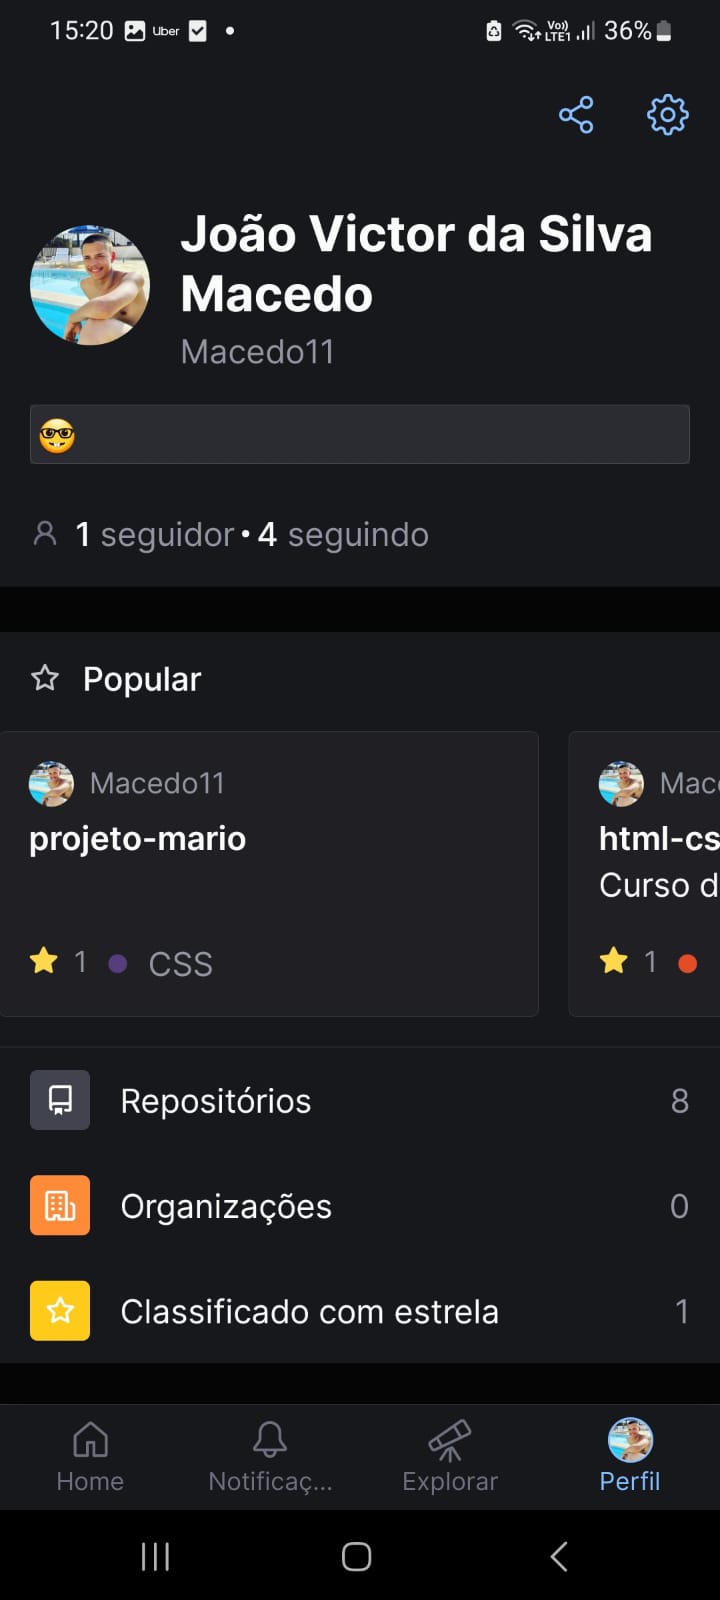 15:20 Uber Vo)) LTE1 36%
João Victor da Silva
Macedo
Macedo11
1 seguidor • 4 seguindo
Popular
Macedo11
projeto-mario
1 CSS
Mac
html-cs
Curso d
1
Repositórios 8
Organizações 0
Classificado com estrela 1
Home Notificaç... Explorar Perfil